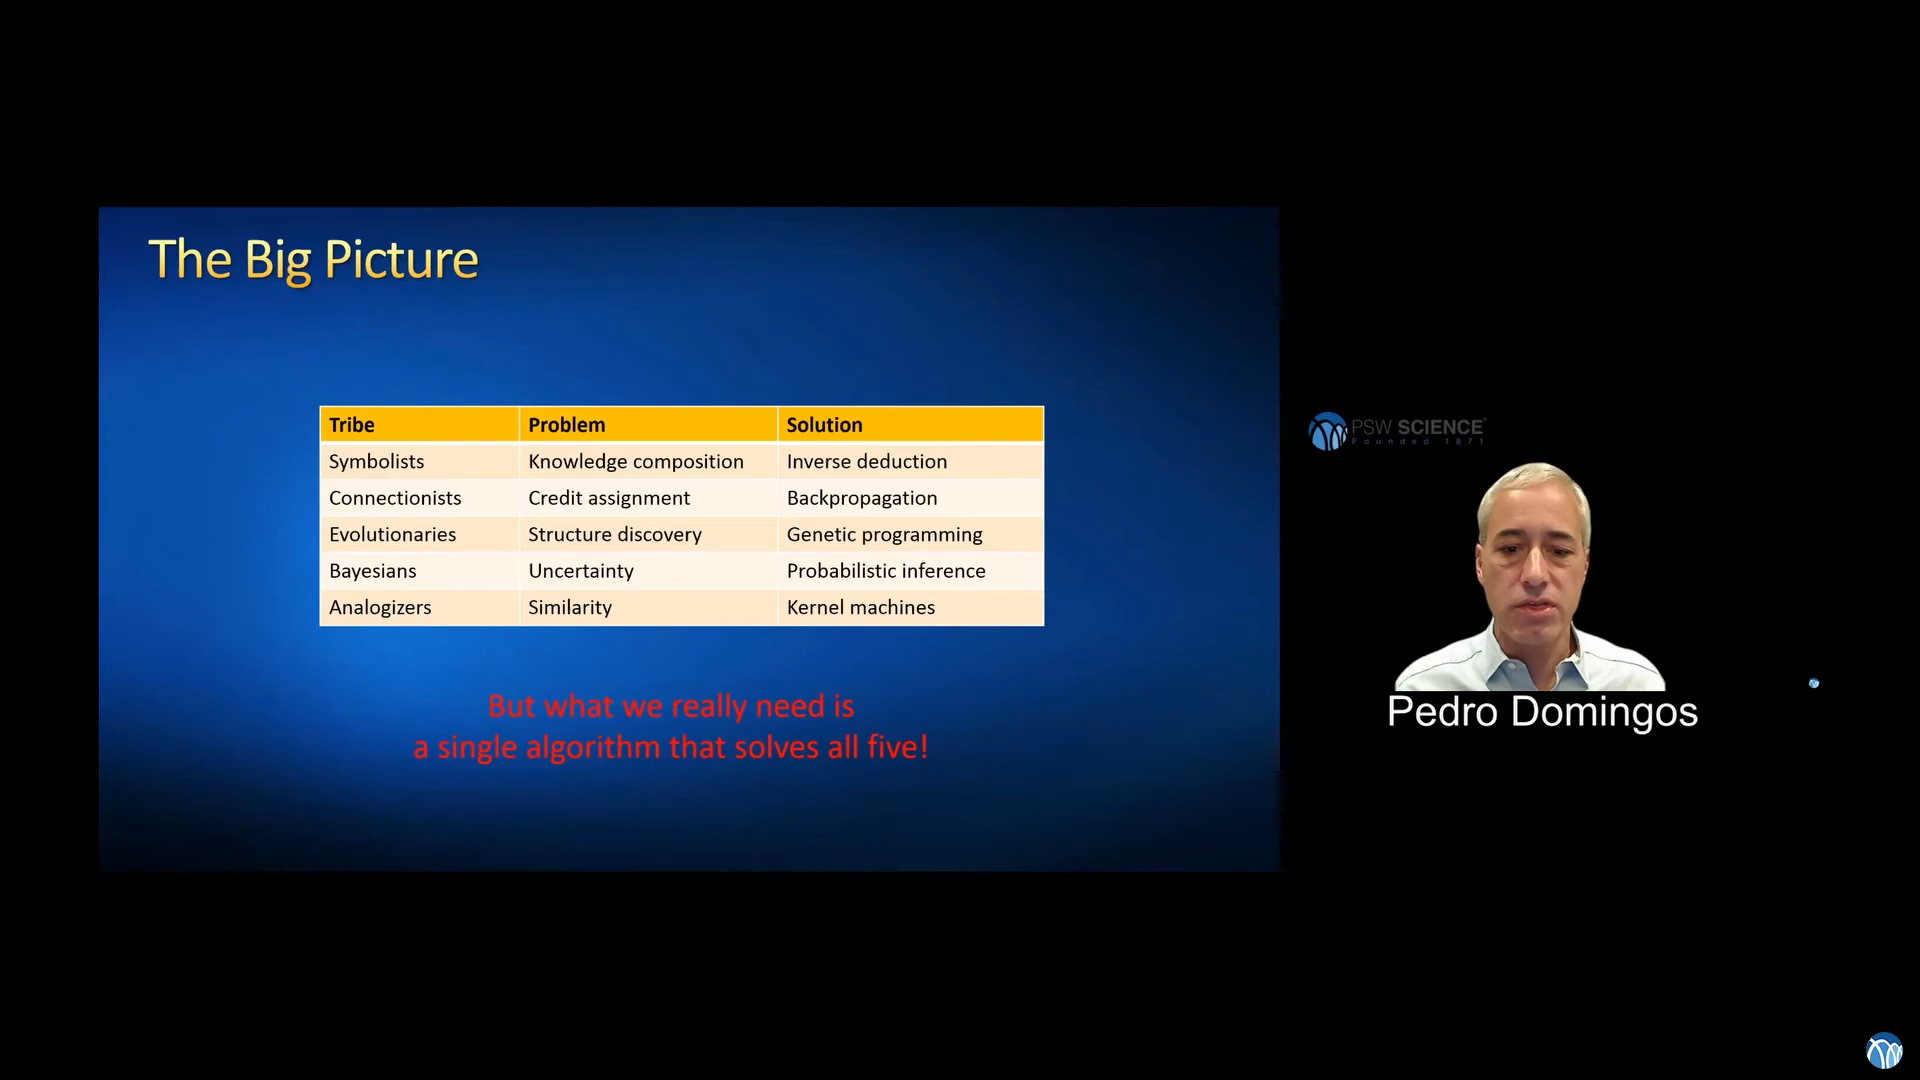 The Big Picture
Tribe Problem Solution
Symbolists Knowledge composition Inverse deduction
Connectionists Credit assignment Backpropagation
Evolutionaries Structure discovery Genetic programming
Bayesians Uncertainty Probabilistic inference
Analogizers Similarity Kernel machines
But what we really need is
a single algorithm that solves all five!
PSW SCIENCE
Founded 1871
Pedro Domingos